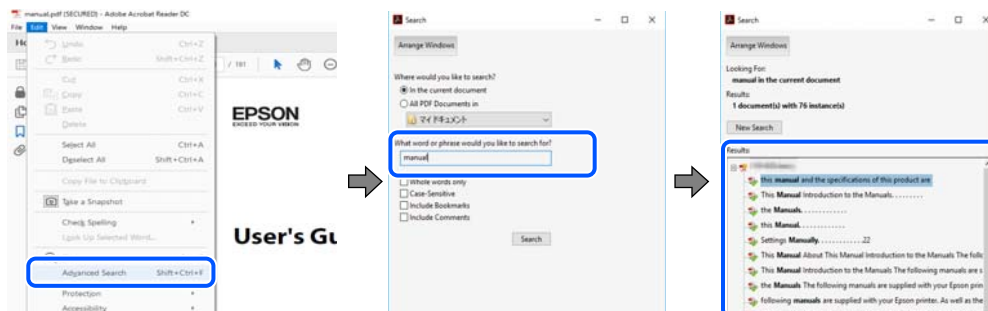 manual.pdf (SECURED) - Adobe Acrobat Reader DC
File Edit View Window Help
Undo Ctrl+Z
Redo Shift+Ctrl+Z
Cut Ctrl+X
Copy Ctrl+C
Paste Ctrl+V
Delete
Select All Ctrl+A
Deselect All Shift+Ctrl+A
Copy File to Clipboard
Take a Snapshot
Check Spelling
Look Up Selected Word...
Advanced Search Shift+Ctrl+F
Protection
Accessibility
/ 181
EPSON
EXCEED YOUR VISION
User's Gu
Search
Arrange Windows
Where would you like to search?
In the current document
All PDF Documents in
マイ ドキュメント
What word or phrase would you like to search for?
manual
Whole words only
Case-Sensitive
Include Bookmarks
Include Comments
Search
Search
Arrange Windows
Looking For:
manual in the current document
Results:
1 document(s) with 76 instance(s)
New Search
Results:
this manual and the specifications of this product are
This Manual Introduction to the Manuals. . . . . . . . .
the Manuals. . . . . . . . . . . . .
this Manual. . . . . . . . . . . . .
Settings Manually. . . . . . . . . . . . .22
This Manual About This Manual Introduction to the Manuals The follo
This Manual Introduction to the Manuals The following manuals are s
the Manuals The following manuals are supplied with your Epson prin
following manuals are supplied with your Epson printer. As well as the